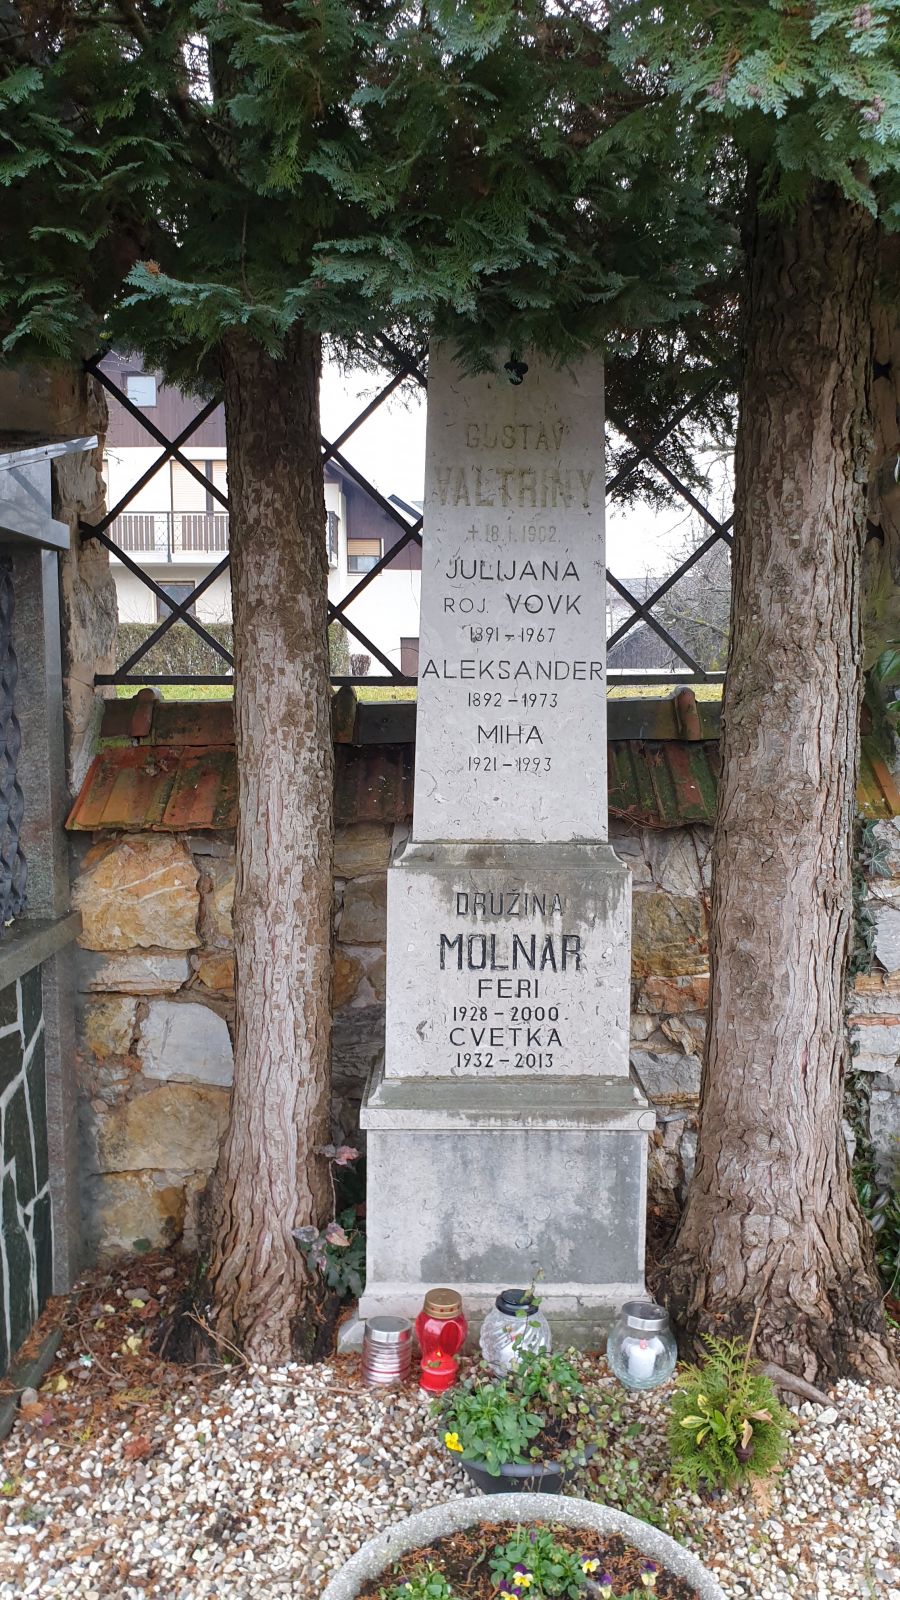 GUSTAV
VALTRINY
+ 18.1.1902.
JULIJANA
ROJ. VOVK
1891-1967
ALEKSANDER
1892-1973
MIHA
1921-1993
DRUŽINA
MOLNAR
FERI
1928-2000
CVETKA
1932-2013